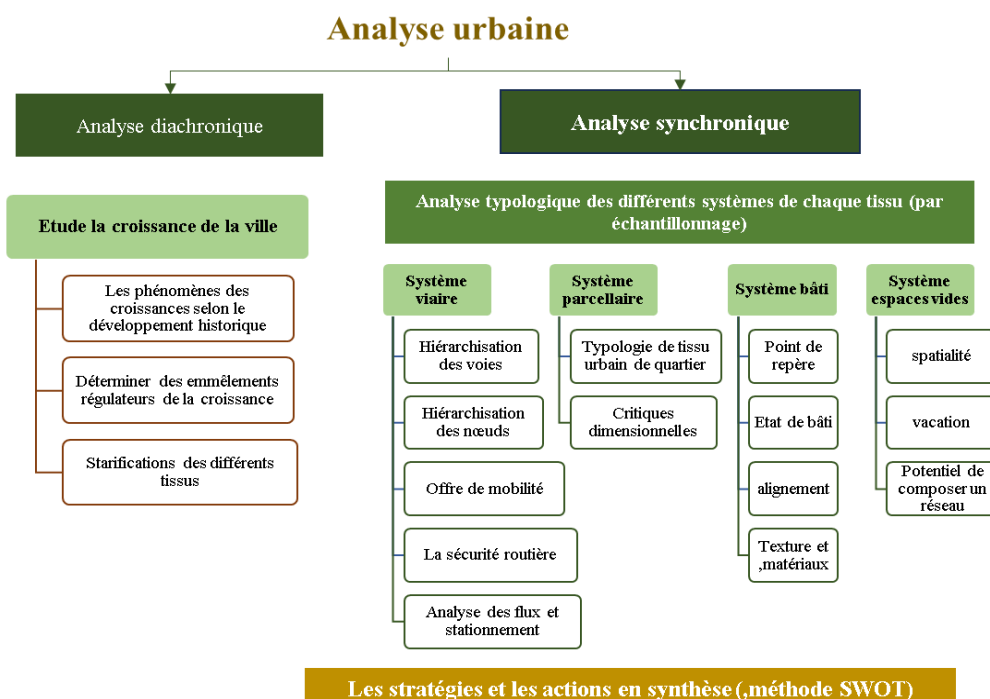 Analyse urbaine
Analyse diachronique
Analyse synchronique
Etude la croissance de la ville
Les phénomènes des
croissances selon le
développement historique
Déterminer des emmêlements
régulateurs de la croissance
Starifications des différents
tissus
Analyse typologique des différents systèmes de chaque tissu (par
échantillonnage)
Système
viaire
Hiérarchisation
des voies
Hiérarchisation
des nœuds
Offre de mobilité
La sécurité routière
Analyse des flux et
stationnement
Système
parcellaire
Typologie de tissu
urbain de quartier
Critiques
dimensionnelles
Système bâti
Point de
repère
Etat de bâti
alignement
Texture et
,matériaux
Système
espaces vides
spatialité
vacation
Potentiel de
composer un
réseau
Les stratégies et les actions en synthèse (,méthode SWOT)